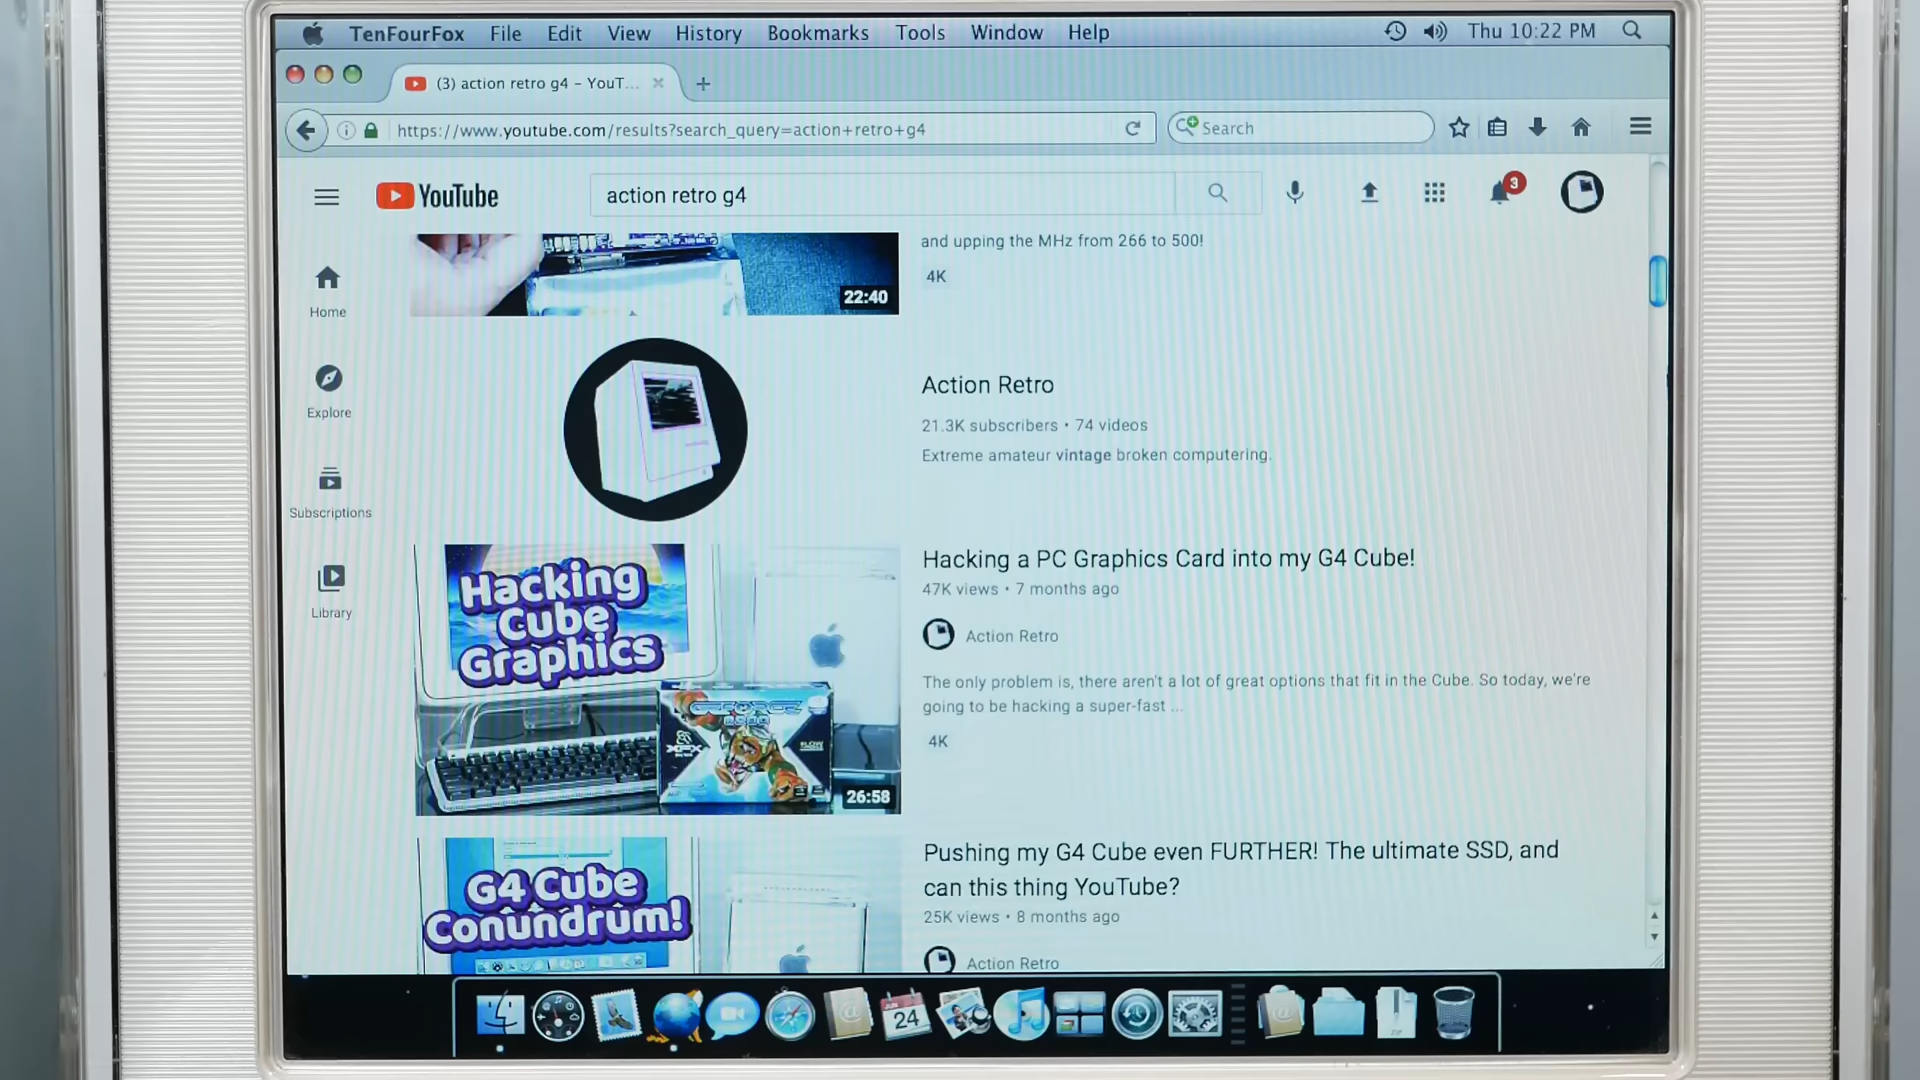 TenFourFox File Edit View History Bookmarks Tools Window Help Thu 10:22 PM
(3) action retro g4 – YouT...
https://www.youtube.com/results?search_query=action+retro+g4
Search
YouTube
action retro g4
3
and upping the MHz from 266 to 500!
4K
22:40
Home
Explore
Subscriptions
Library
Action Retro
21.3K subscribers • 74 videos
Extreme amateur vintage broken computering.
Hacking
Cube
Graphics
GEFORCE
XFX
26:58
Hacking a PC Graphics Card into my G4 Cube!
47K views • 7 months ago
Action Retro
The only problem is, there aren't a lot of great options that fit in the Cube. So today, we're
going to be hacking a super-fast ...
4K
G4 Cube
Conundrum!
Pushing my G4 Cube even FURTHER! The ultimate SSD, and
can this thing YouTube?
25K views • 8 months ago
Action Retro
JUN
24
ZIP